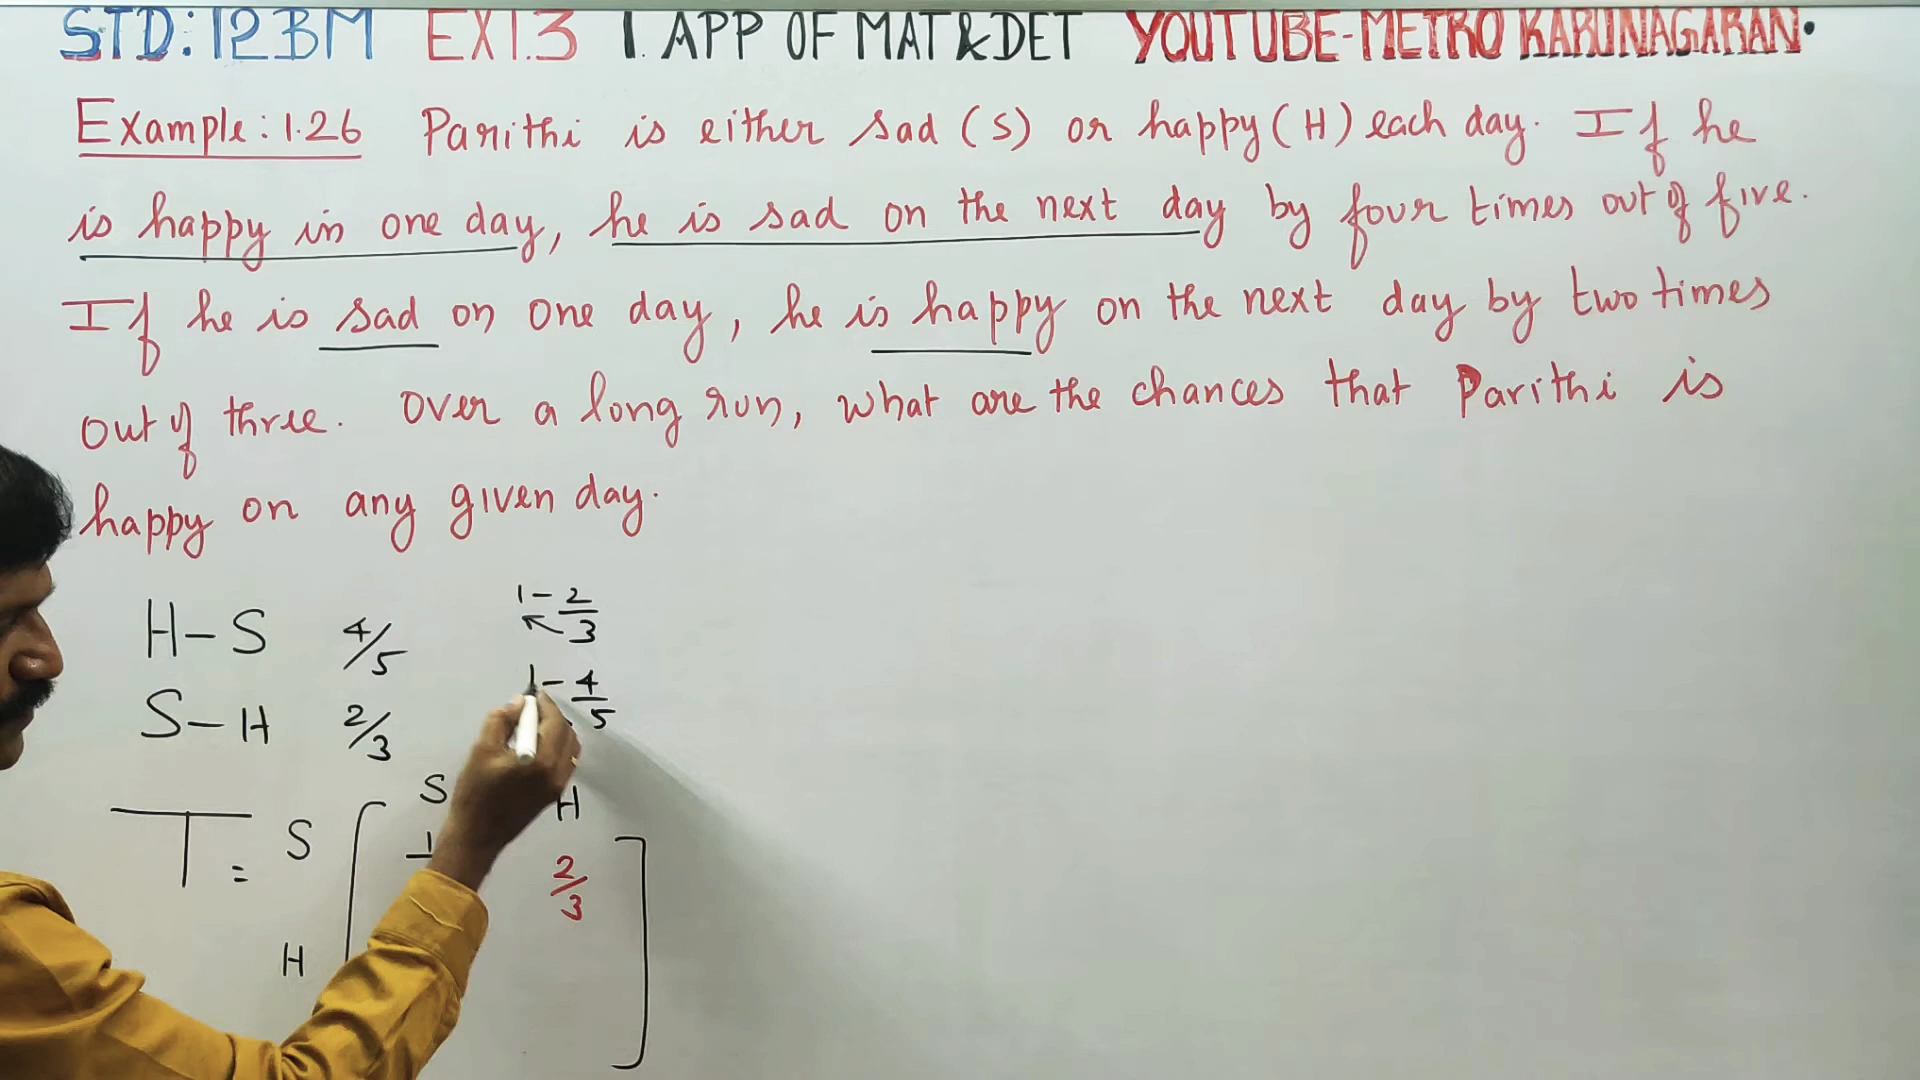 STD:12BM EX1.3 1. APP OF MAT&DET YOUTUBE-METRO KARUNAGARAN.
Example:1.26 Parithi is either sad (S) or happy (H) each day. If he
is happy in one day, he is sad on the next day by four times out of five.
If he is sad on one day, he is happy on the next day by two times
out of three. Over a long run, what are the chances that Parithi is
happy on any given day.
H-S 4/5
1-2/3
S-H 2/3
1-4/5
S H
T= S 1 2/3
H